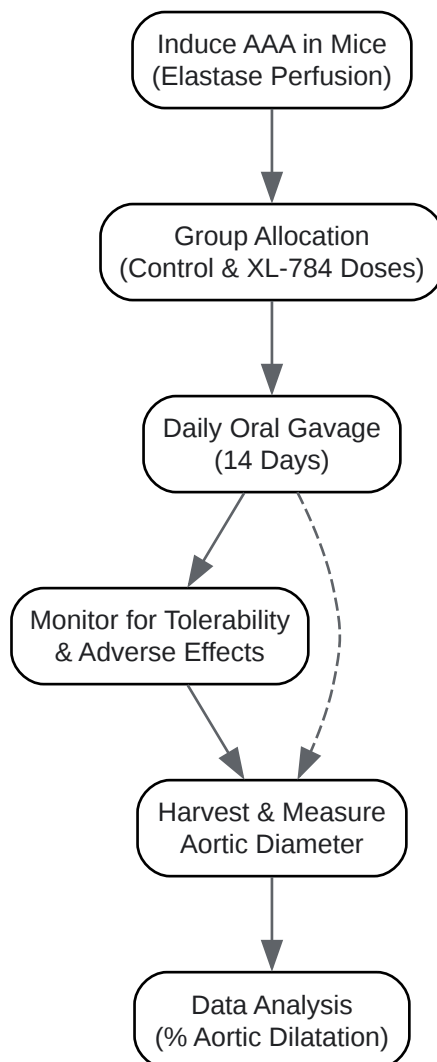 Induce AAA in Mice
(Elastase Perfusion)
Group Allocation
(Control & XL-784 Doses)
Daily Oral Gavage
(14 Days)
Monitor for Tolerability
& Adverse Effects
Harvest & Measure
Aortic Diameter
Data Analysis
(% Aortic Dilatation)